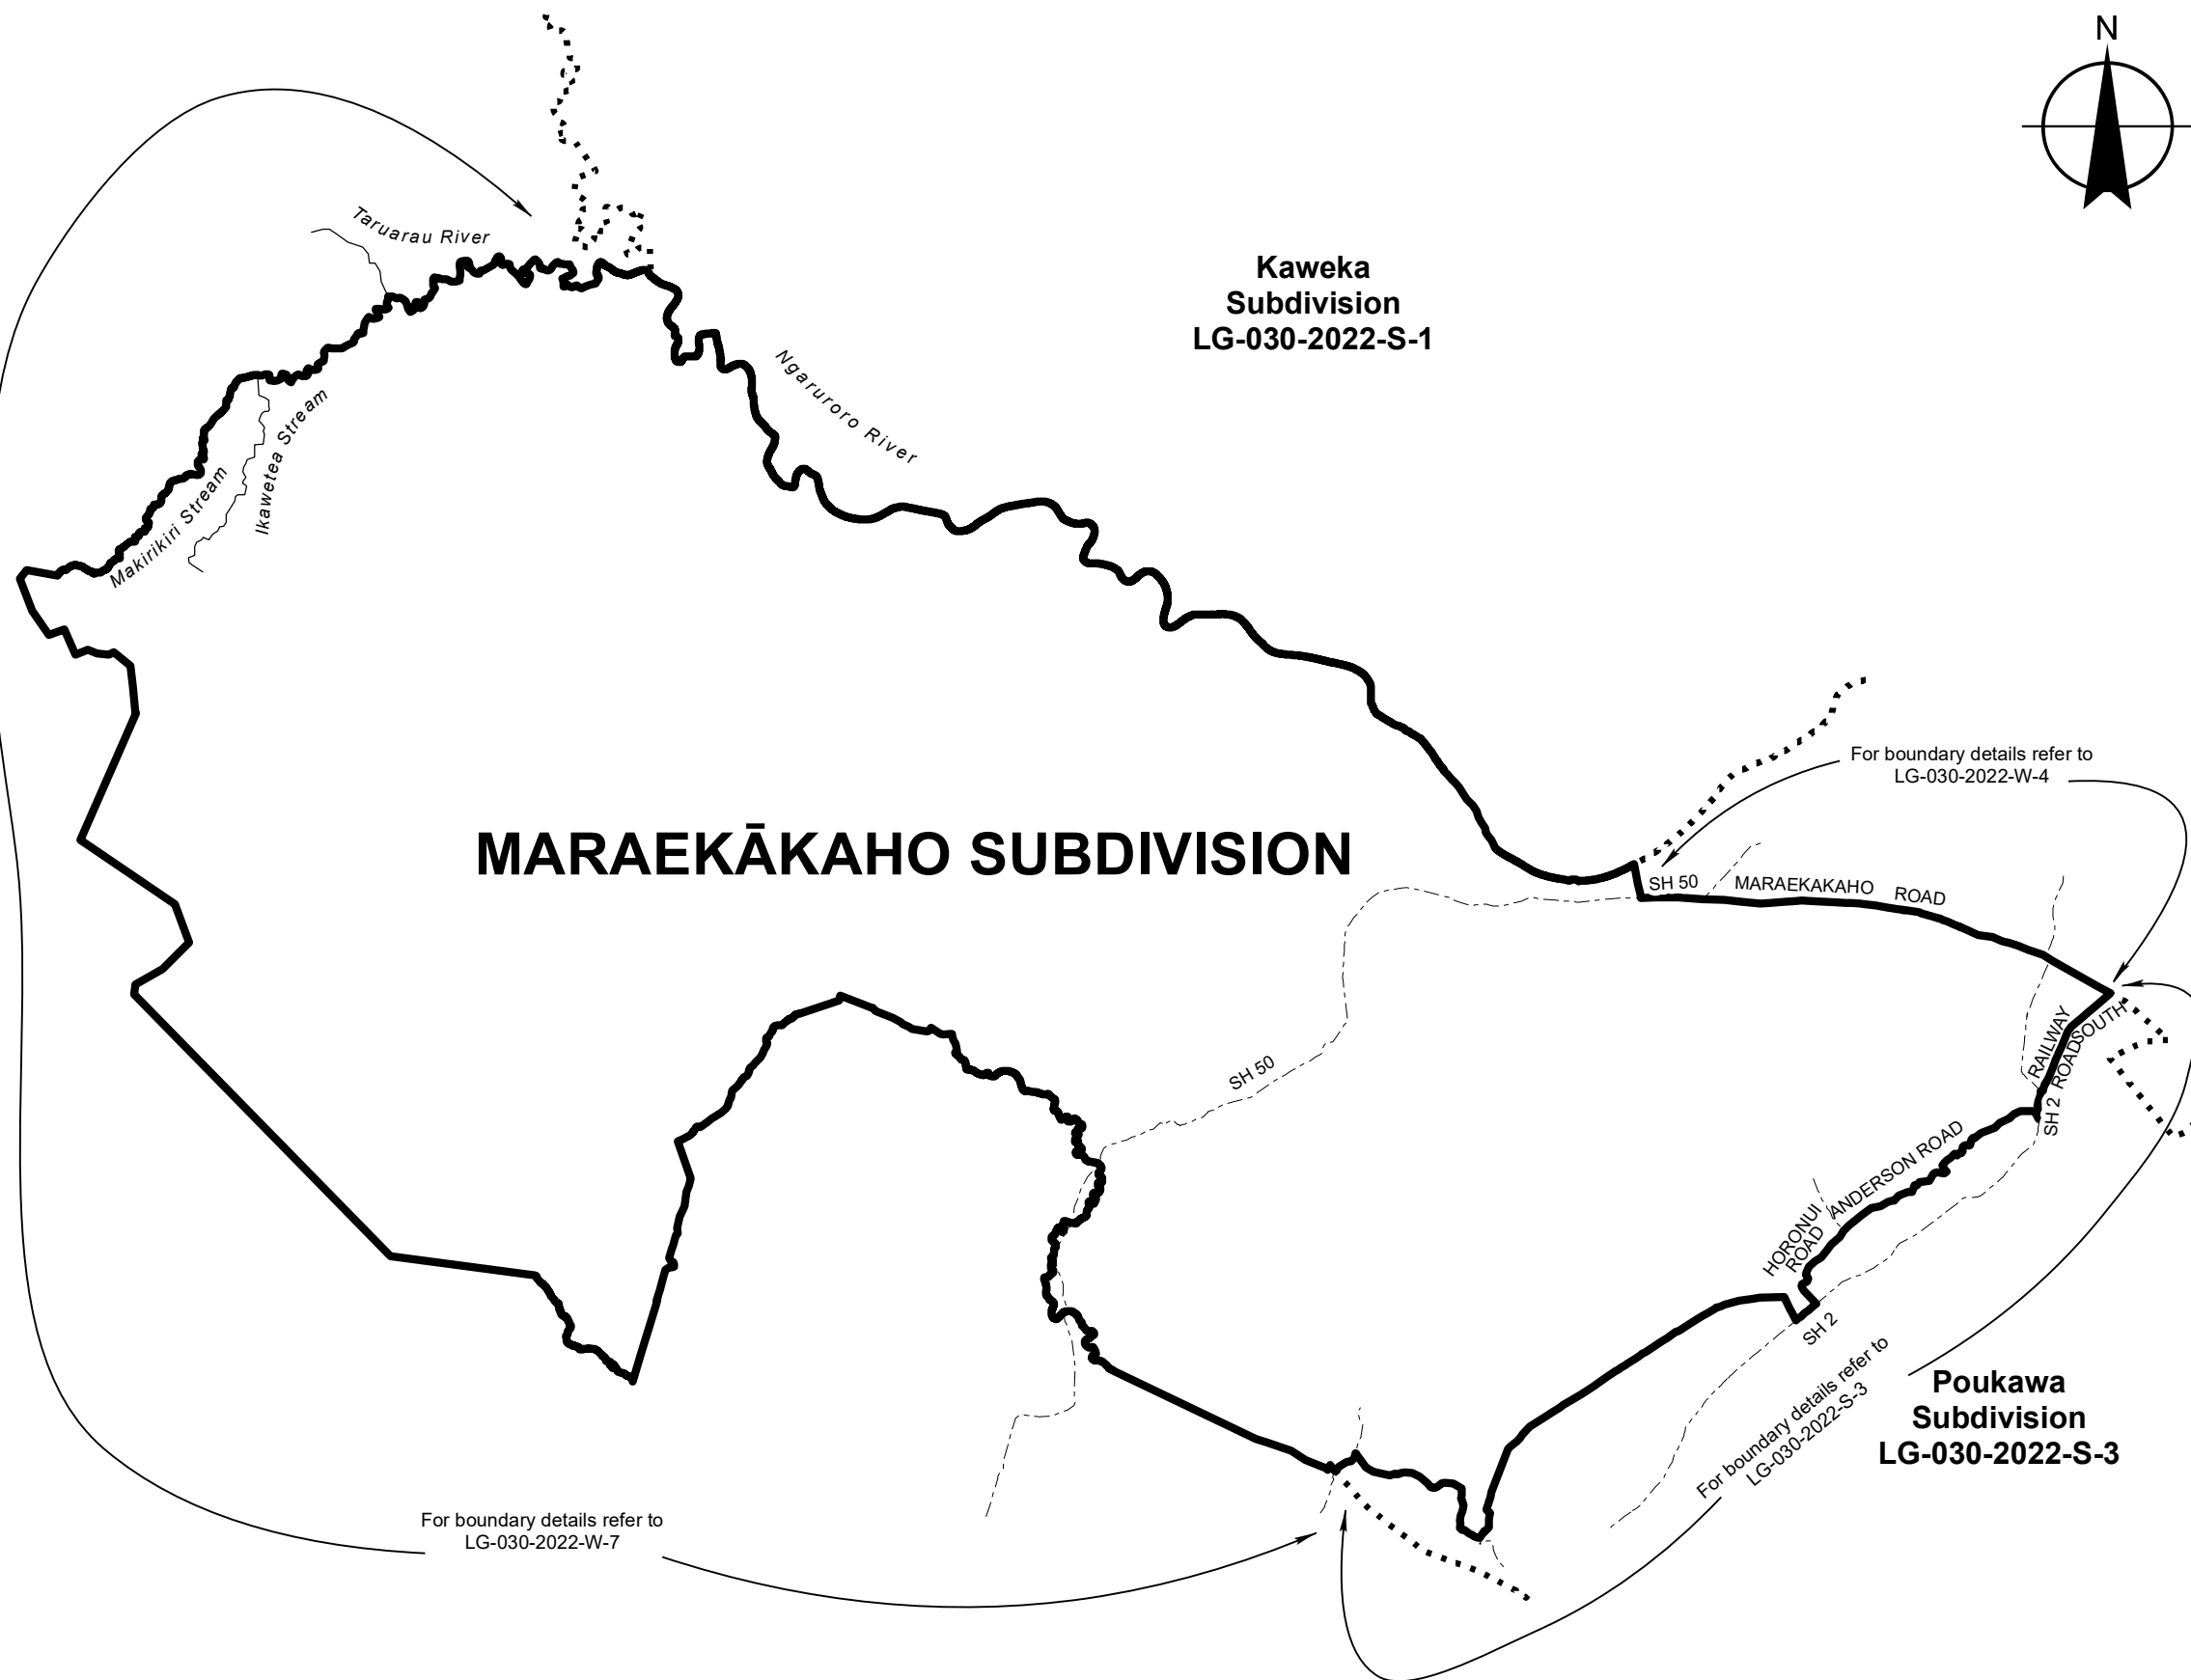 N
Taruarau River
Kaweka
Subdivision
LG-030-2022-S-1
Ngaruroro River
Ikawetea Stream
Makirikiri Stream
For boundary details refer to
LG-030-2022-W-4
MARAEKĀKAHO SUBDIVISION
SH 50
MARAEKAKAHO ROAD
RAILWAY
ROAD SOUTH
SH 2
SH 50
ANDERSON ROAD
HORONUI
ROAD
SH 2
For boundary details refer to
LG-030-2022-S-3
Poukawa
Subdivision
LG-030-2022-S-3
For boundary details refer to
LG-030-2022-W-7